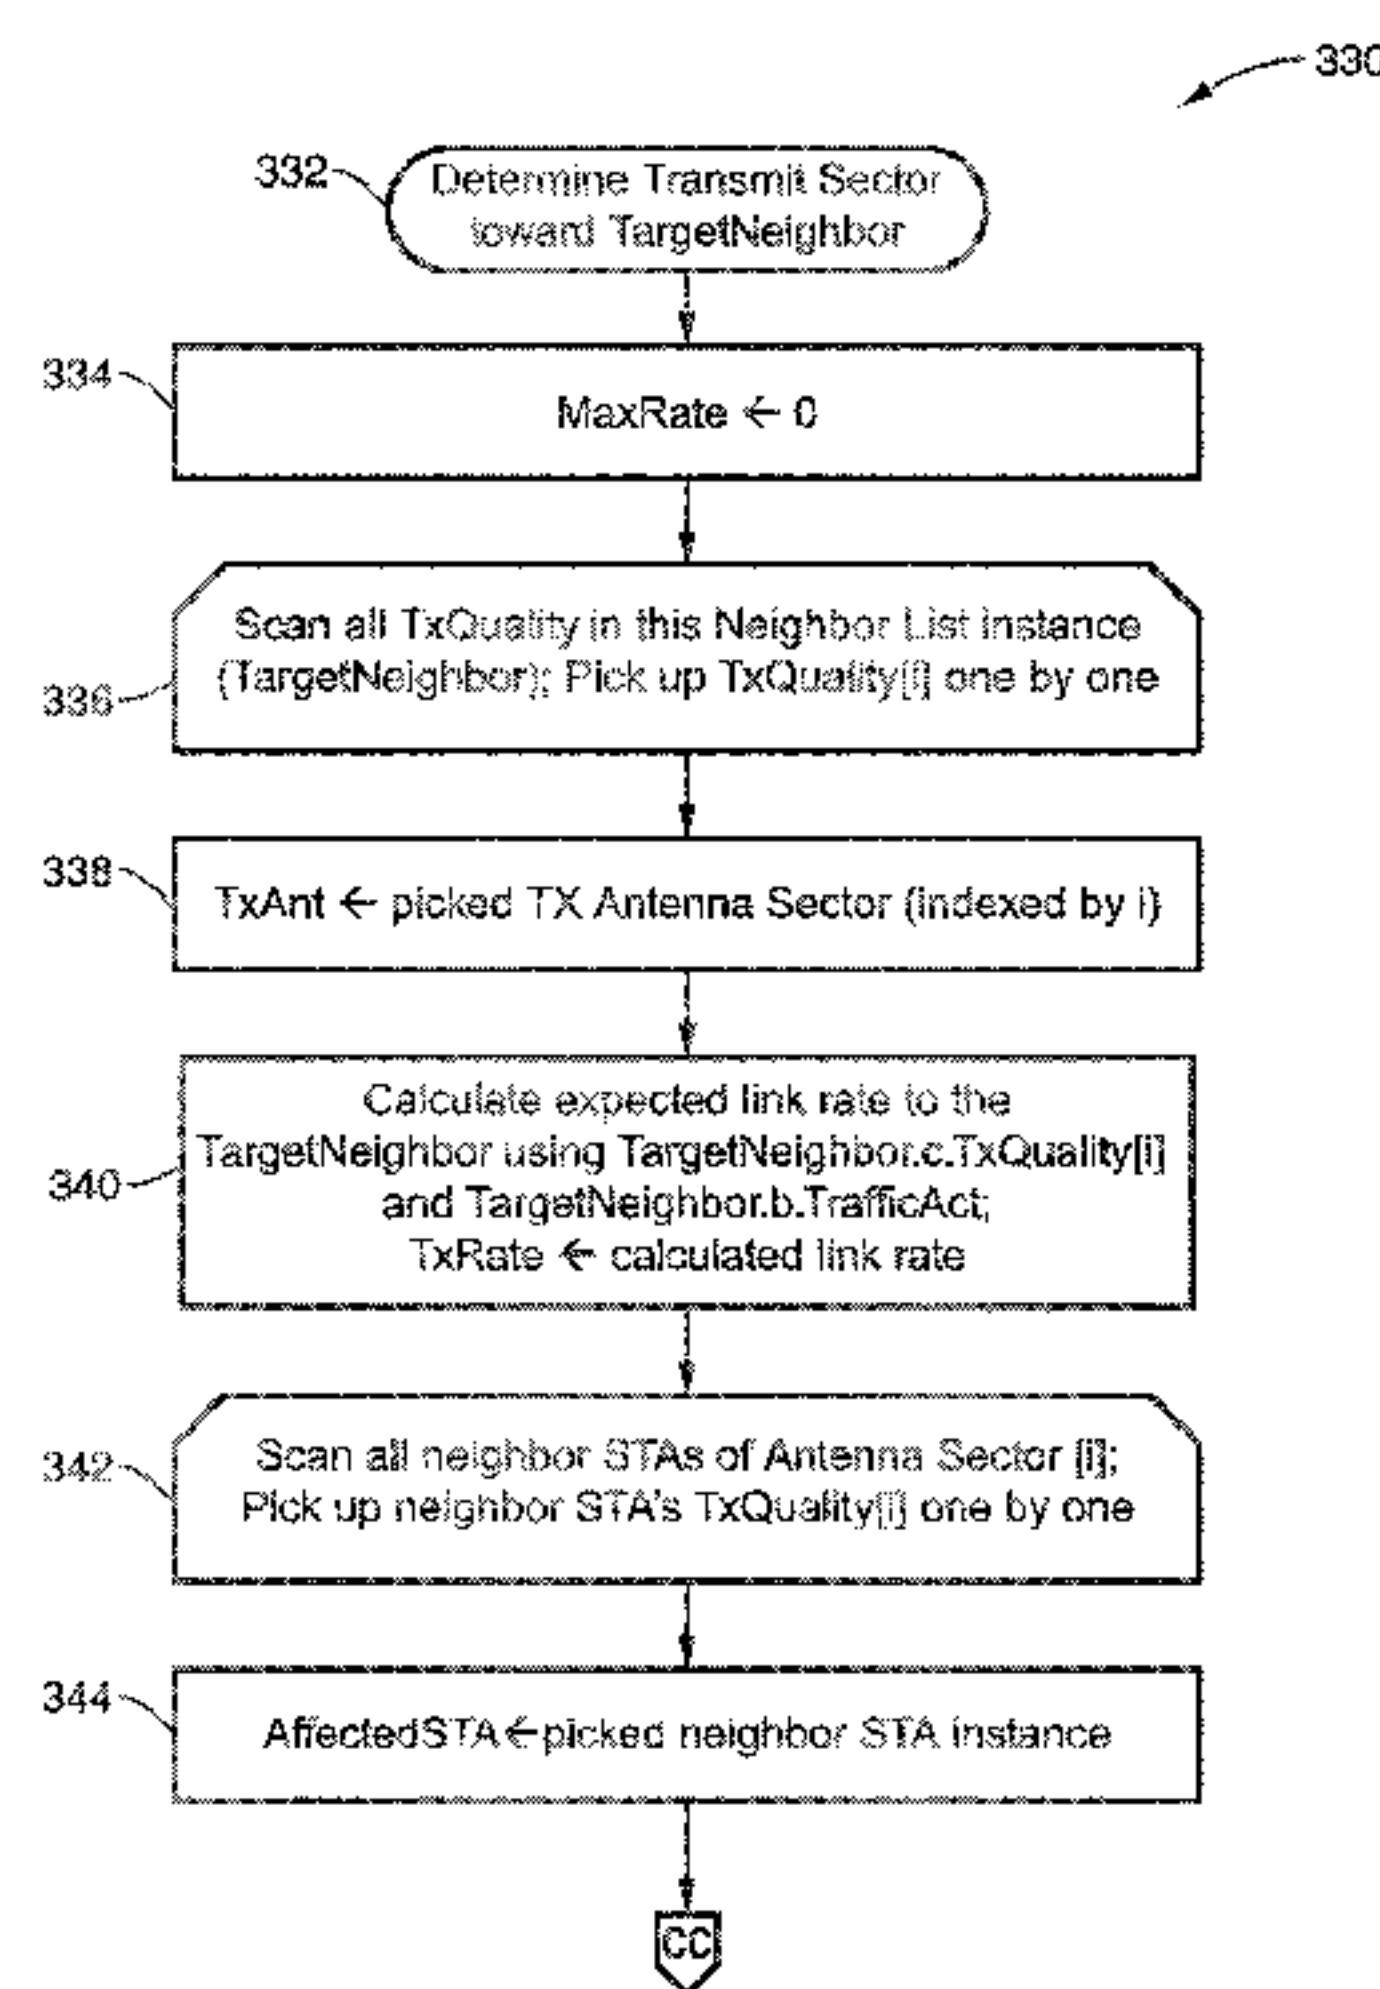 330
332
Determine Transmit Sector
toward TargetNeighbor
334
MaxRate ← 0
336
Scan all TxQuality in this Neighbor List instance
(TargetNeighbor); Pick up TxQuality[i] one by one
338
TxAnt ← picked TX Antenna Sector (indexed by i)
340
Calculate expected link rate to the
TargetNeighbor using TargetNeighbor.c.TxQuality[i]
and TargetNeighbor.b.TrafficAct;
TxRate ← calculated link rate
342
Scan all neighbor STAs of Antenna Sector [i];
Pick up neighbor STA's TxQuality[i] one by one
344
AffectedSTA←picked neighbor STA instance
CC